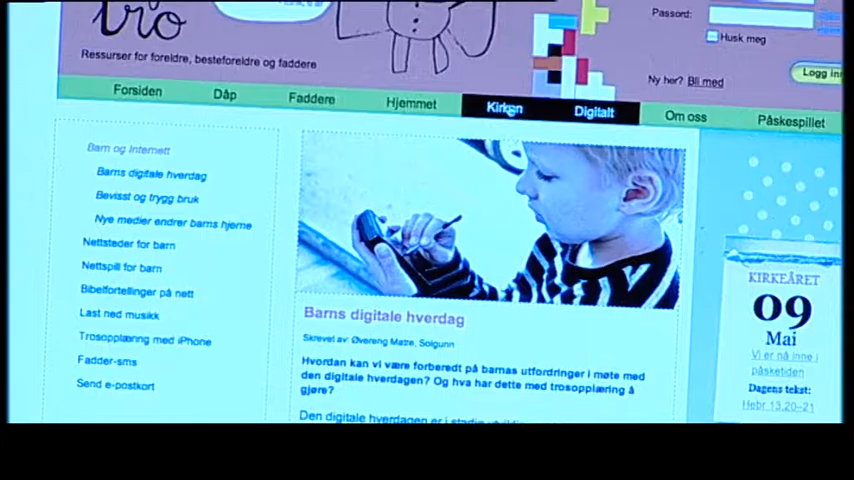 tro
Passord:
Husk meg
Ressurser for foreldre, besteforeldre og faddere
Ny her? Bli med
Logg inn
Forsiden Dåp Faddere Hjemmet Kirken Digitalt Om oss Påskespillet
Barn og Internett
Barns digitale hverdag
Bevisst og trygg bruk
Nye medier endrer barns hjerne
Nettsteder for barn
Nettspill for barn
Bibelfortellinger på nett
Last ned musikk
Trosopplæring med iPhone
Fadder-sms
Send e-postkort
Barns digitale hverdag
Skrevet av: Øvereng Matre, Solgunn
Hvordan kan vi være forberedt på barnas utfordringer i møte med
den digitale hverdagen? Og hva har dette med trosopplæring å
gjøre?
Den digitale hverdagen er i stadig
KIRKEÅRET
09
Mai
Vi er nå inne i
påsketiden
Dagens tekst:
Hebr 13,20-21